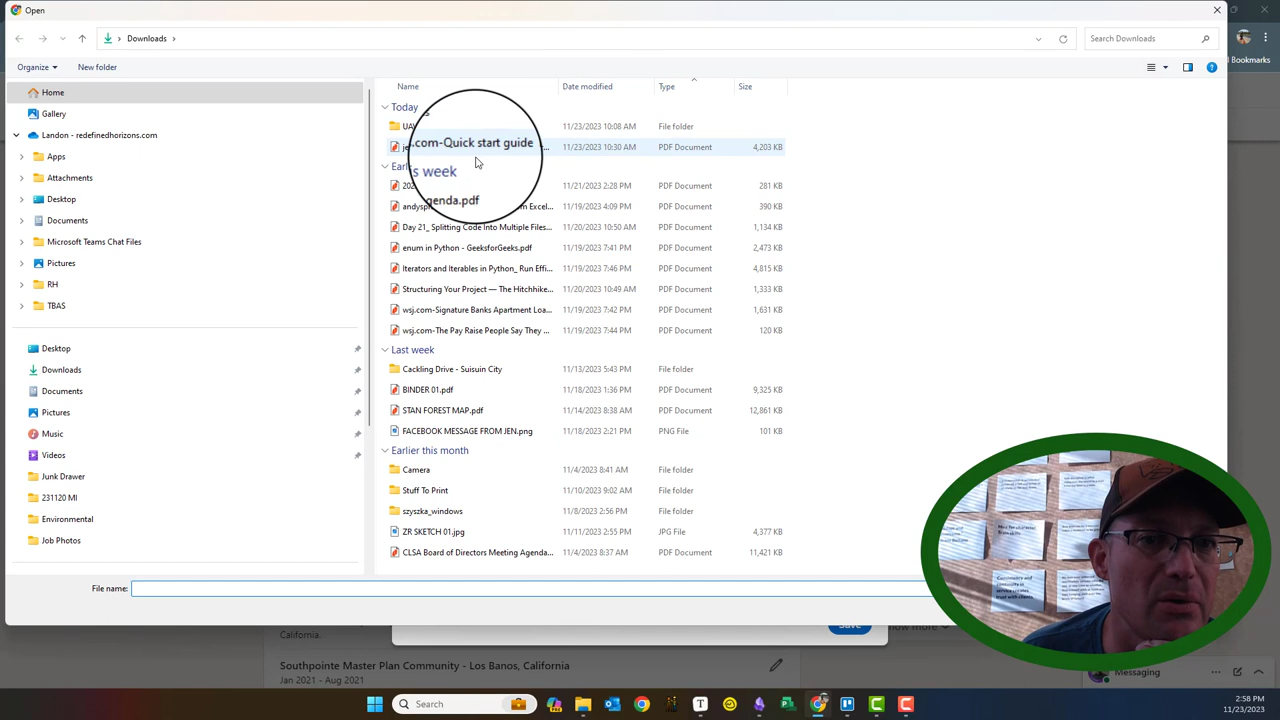 Open
Downloads
Search Downloads
Organize
New folder
Bookmarks
Name
Date modified
Type
Size
Home
Gallery
Landon - redefinedhorizons.com
Apps
Attachments
Desktop
Documents
Microsoft Teams Chat Files
Pictures
RH
TBAS
Desktop
Downloads
Documents
Pictures
Music
Videos
Junk Drawer
231120 MI
Environmental
Job Photos
Today
11/23/2023 10:08 AM File folder
.com-Quick start guide
11/23/2023 10:30 AM PDF Document 4,203 KB
s week
genda.pdf
11/21/2023 2:28 PM PDF Document 281 KB
11/19/2023 4:09 PM PDF Document 390 KB
Day 21_ Splitting Code Into Multiple Files... 11/20/2023 10:50 AM PDF Document 1,134 KB
enum in Python - GeeksforGeeks.pdf 11/19/2023 7:41 PM PDF Document 2,473 KB
Iterators and Iterables in Python_ Run Effi... 11/19/2023 7:46 PM PDF Document 4,815 KB
Structuring Your Project — The Hitchhike... 11/20/2023 10:49 AM PDF Document 1,333 KB
wsj.com-Signature Banks Apartment Loa... 11/19/2023 7:42 PM PDF Document 1,631 KB
wsj.com-The Pay Raise People Say They ... 11/19/2023 7:44 PM PDF Document 120 KB
Last week
Cackling Drive - Suisuin City 11/13/2023 5:43 PM File folder
BINDER 01.pdf 11/18/2023 1:36 PM PDF Document 9,325 KB
STAN FOREST MAP.pdf 11/14/2023 8:38 AM PDF Document 12,861 KB
FACEBOOK MESSAGE FROM JEN.png 11/18/2023 2:21 PM PNG File 101 KB
Earlier this month
Camera 11/4/2023 8:41 AM File folder
Stuff To Print 11/10/2023 9:02 AM File folder
szyszka_windows 11/8/2023 2:56 PM File folder
ZR SKETCH 01.jpg 11/11/2023 2:55 PM JPG File 4,377 KB
CLSA Board of Directors Meeting Agenda... 11/4/2023 8:37 AM PDF Document 11,421 KB
File name:
Save
California.
Southpointe Master Plan Community - Los Banos, California
Jan 2021 - Aug 2021
Messaging
Search
2:58 PM
11/23/2023